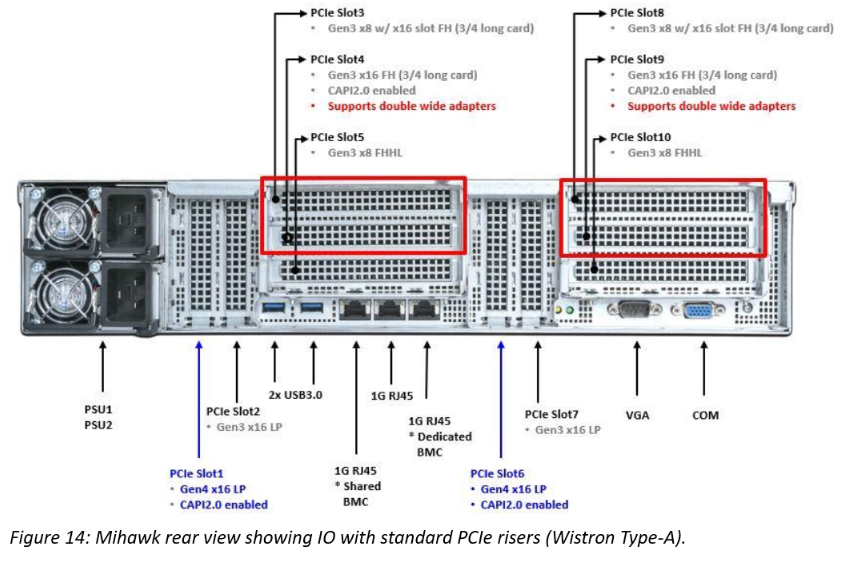 PCIe Slot3
• Gen3 x8 w/ x16 slot FH (3/4 long card)
PCIe Slot4
• Gen3 x16 FH (3/4 long card)
• CAPI2.0 enabled
• Supports double wide adapters
PCIe Slot5
• Gen3 x8 FHHL
PCIe Slot8
• Gen3 x8 w/ x16 slot FH (3/4 long card)
PCIe Slot9
• Gen3 x16 FH (3/4 long card)
• CAPI2.0 enabled
• Supports double wide adapters
PCIe Slot10
• Gen3 x8 FHHL
PSU1
PSU2
PCIe Slot1
• Gen4 x16 LP
• CAPI2.0 enabled
PCIe Slot2
• Gen3 x16 LP
2x USB3.0
1G RJ45
* Shared
BMC
1G RJ45
1G RJ45
* Dedicated
BMC
PCIe Slot6
• Gen4 x16 LP
• CAPI2.0 enabled
PCIe Slot7
• Gen3 x16 LP
VGA
COM
Figure 14: Mihawk rear view showing IO with standard PCIe risers (Wistron Type-A).